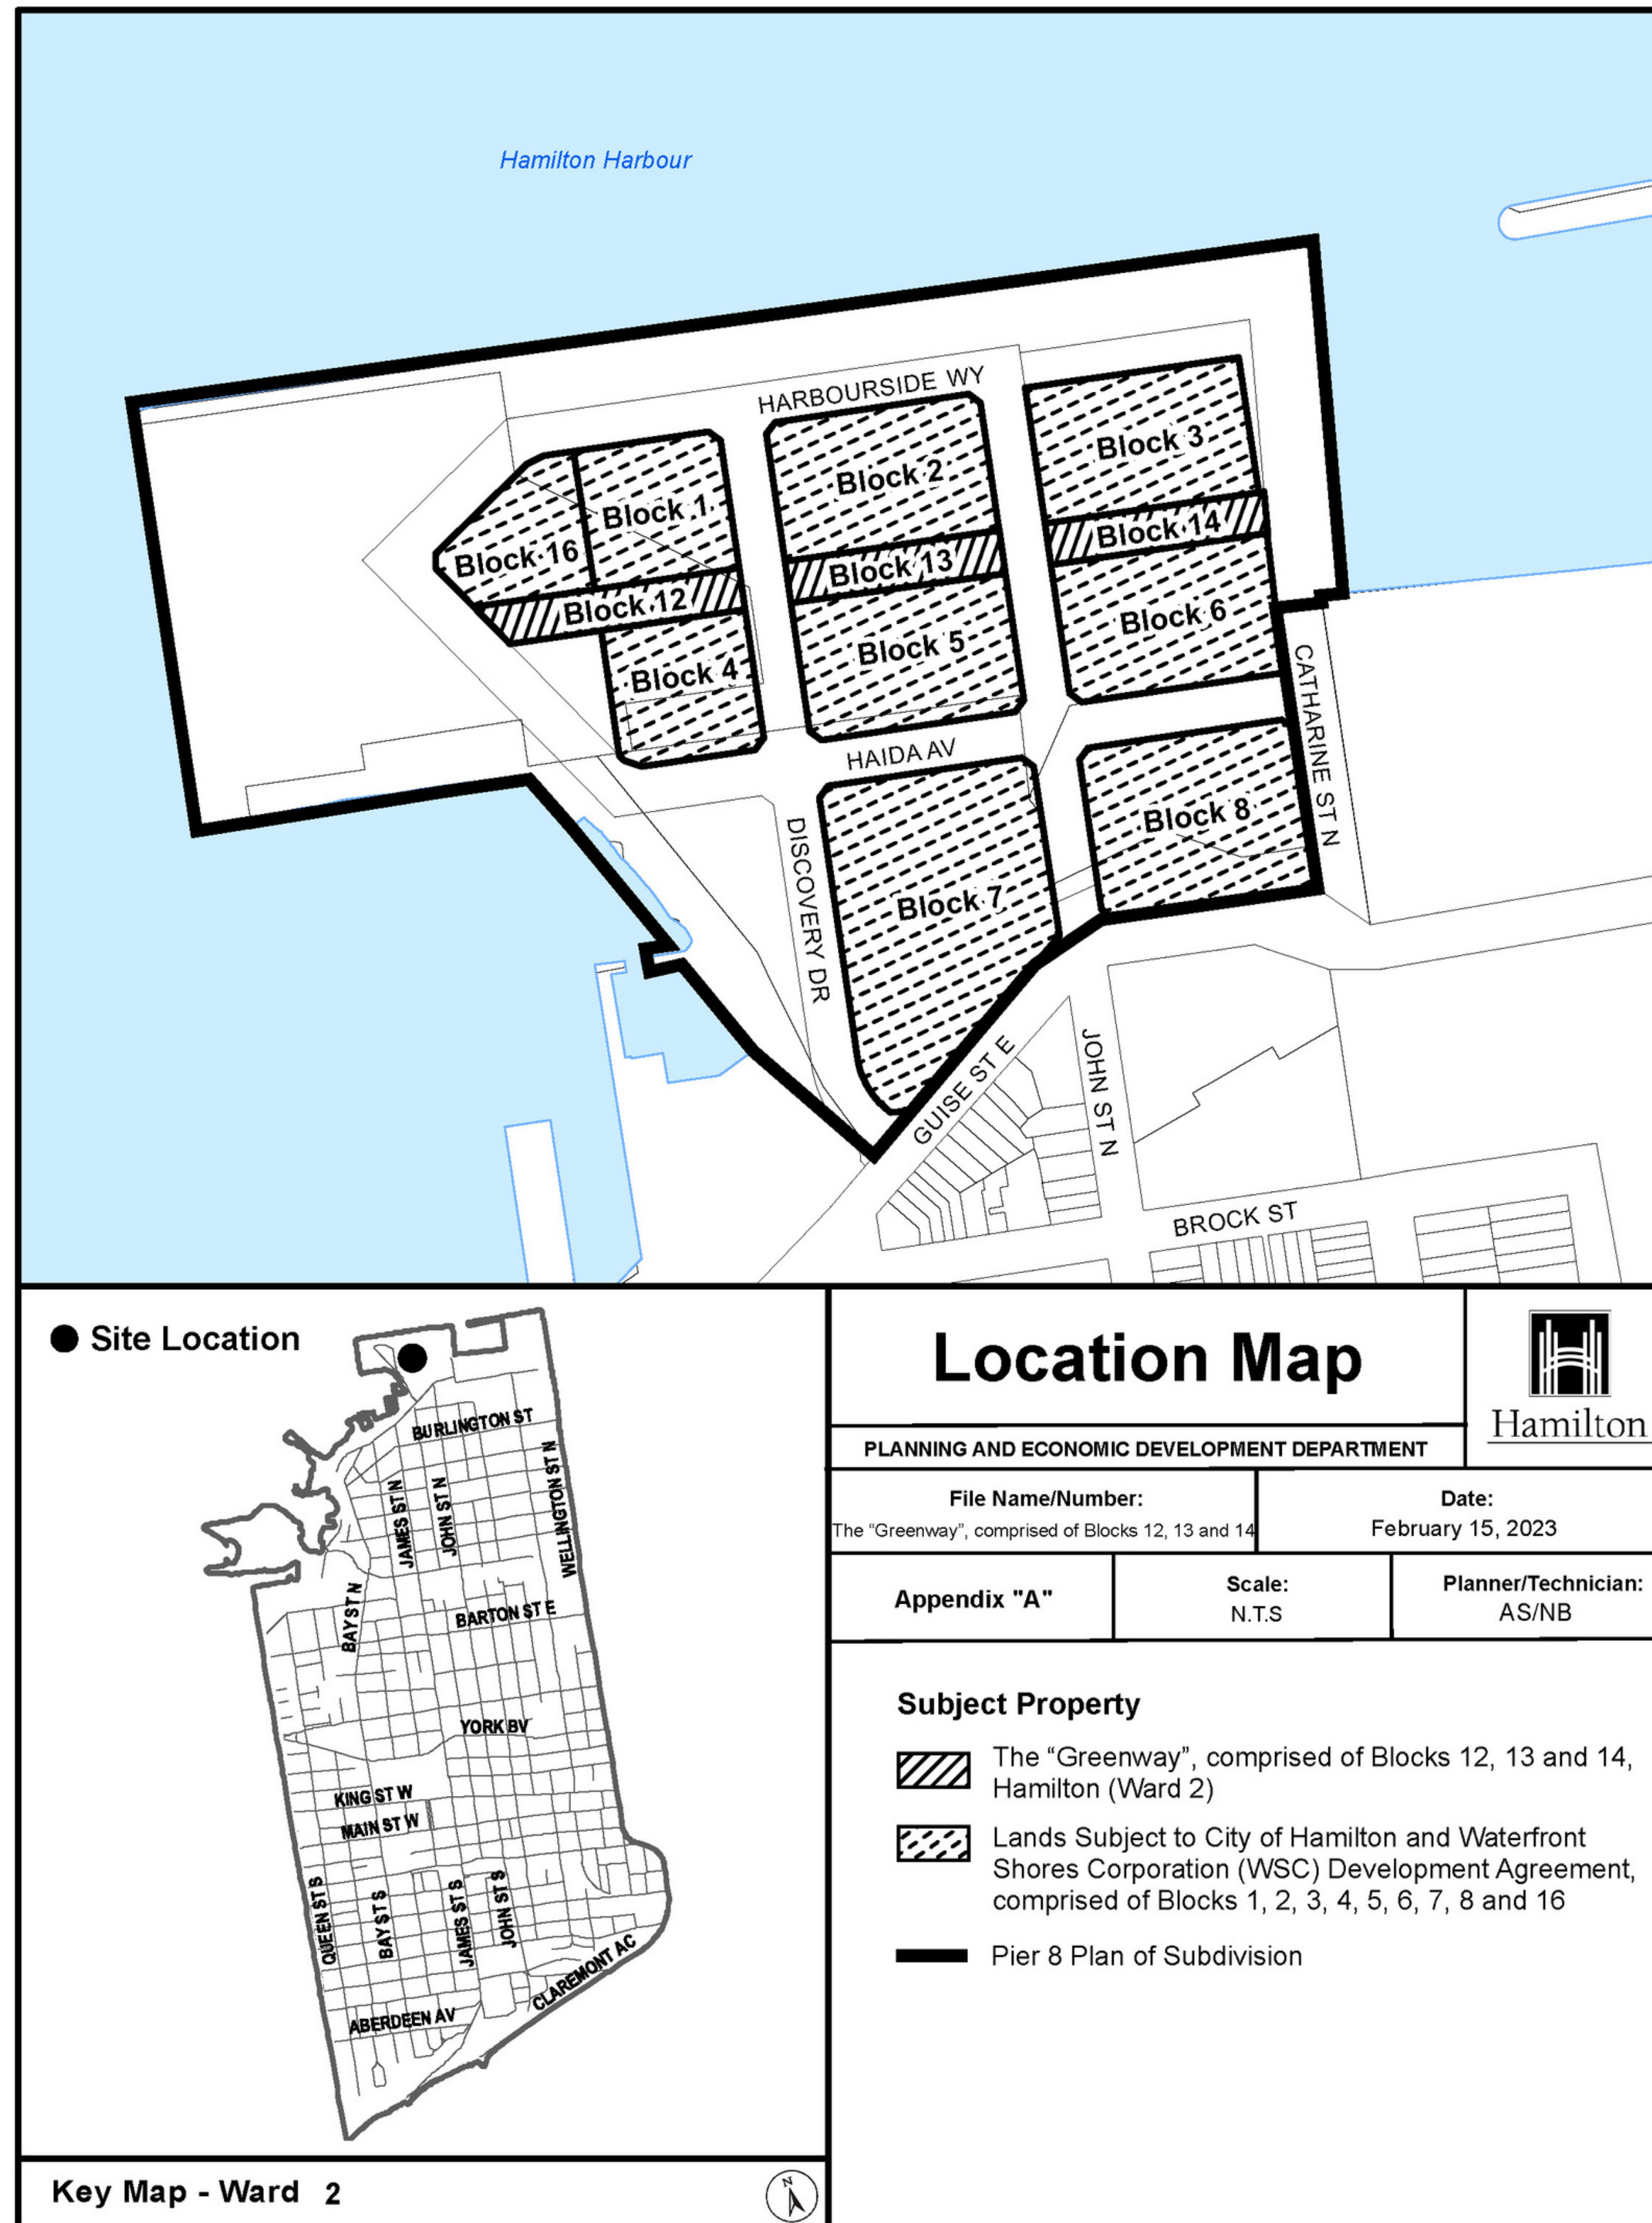 Hamilton Harbour
HARBOURSIDE WY
Block 3
Block 2
Block 1
Block 14
Block 16
Block 13
Block 12
Block 6
Block 5
Block 4
CATHARINE ST N
HAIDA AV
Block 8
DISCOVERY DR
Block 7
GUISE ST E
JOHN ST N
BROCK ST
Site Location
BURLINGTON ST
JAMES ST N
JOHN ST N
WELLINGTON ST N
BAY ST N
BARTON ST E
YORK BV
KING ST W
MAIN ST W
QUEEN ST S
BAY ST S
JAMES ST S
JOHN ST S
CLAREMONT AC
ABERDEEN AV
Key Map - Ward 2
N
Location Map
Hamilton
PLANNING AND ECONOMIC DEVELOPMENT DEPARTMENT
File Name/Number:
The “Greenway”, comprised of Blocks 12, 13 and 14
Date:
February 15, 2023
Appendix "A"
Scale:
N.T.S
Planner/Technician:
AS/NB
Subject Property
The “Greenway”, comprised of Blocks 12, 13 and 14,
Hamilton (Ward 2)
Lands Subject to City of Hamilton and Waterfront
Shores Corporation (WSC) Development Agreement,
comprised of Blocks 1, 2, 3, 4, 5, 6, 7, 8 and 16
Pier 8 Plan of Subdivision